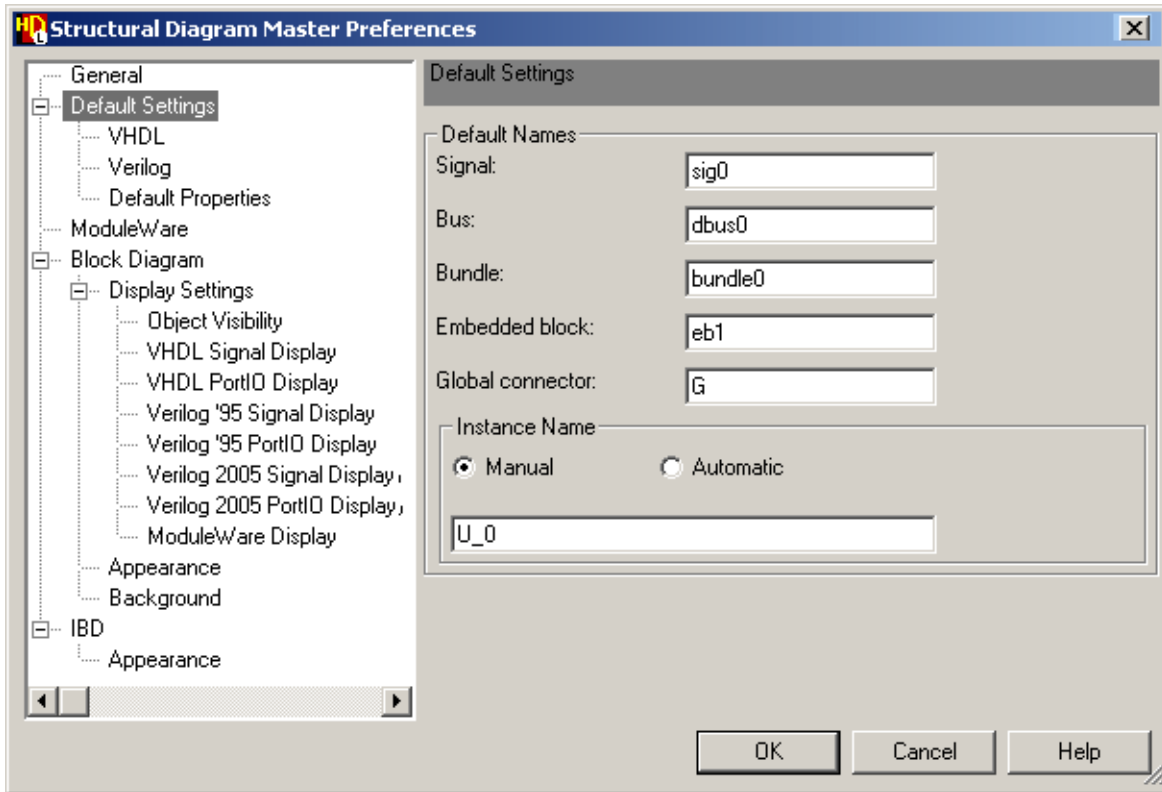 Structural Diagram Master Preferences
General
Default Settings
VHDL
Verilog
Default Properties
ModuleWare
Block Diagram
Display Settings
Object Visibility
VHDL Signal Display
VHDL PortIO Display
Verilog '95 Signal Display
Verilog '95 PortIO Display
Verilog 2005 Signal Display
Verilog 2005 PortIO Display
ModuleWare Display
Appearance
Background
IBD
Appearance
Default Settings
Default Names
Signal: sig0
Bus: dbus0
Bundle: bundle0
Embedded block: eb1
Global connector: G
Instance Name
Manual Automatic
U_0
OK Cancel Help